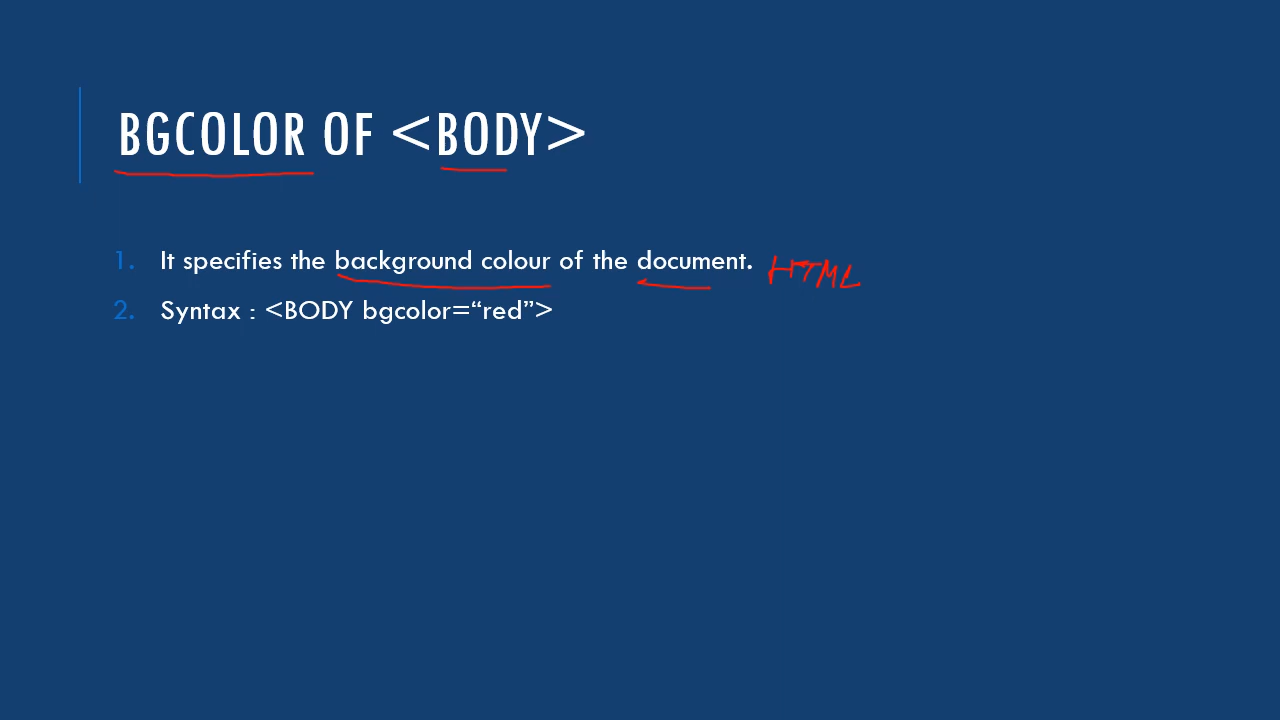 BGCOLOR OF <BODY>
1. It specifies the background colour of the document. HTML
2. Syntax : <BODY bgcolor=“red”>